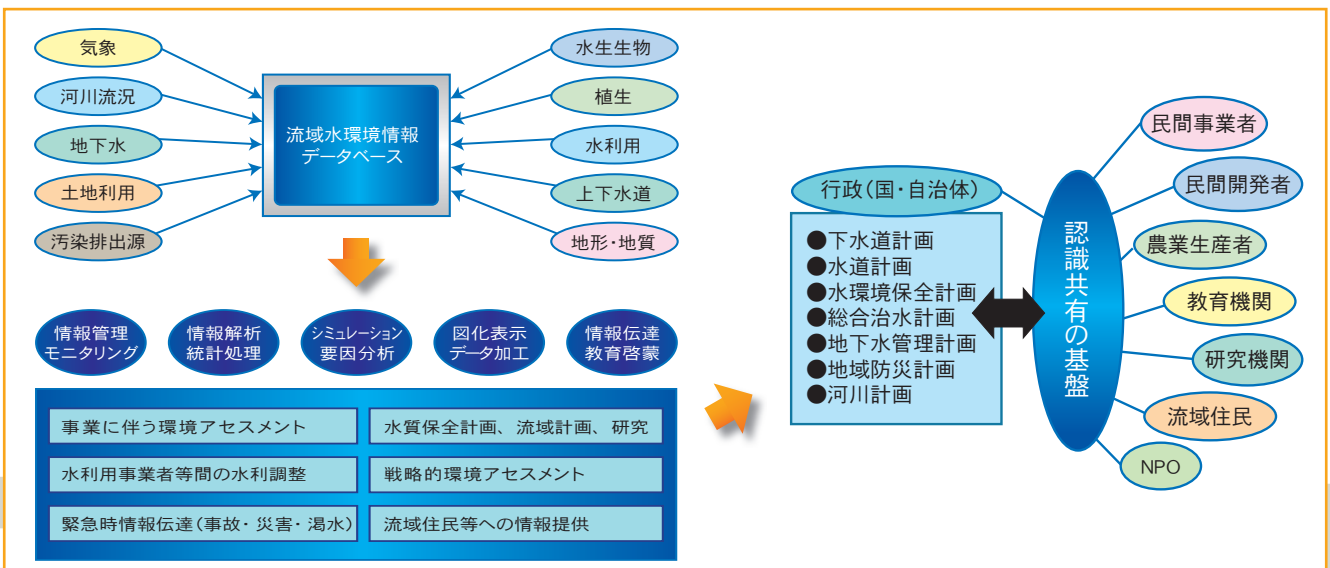 気象
河川流況
地下水
土地利用
汚染排出源
流域水環境情報
データベース
水生生物
植生
水利用
上下水道
地形・地質
情報管理
モニタリング
情報解析
統計処理
シミュレーション
要因分析
図化表示
データ加工
情報伝達
教育啓蒙
事業に伴う環境アセスメント
水質保全計画、流域計画、研究
水利用事業者等間の水利調整
戦略的環境アセスメント
緊急時情報伝達(事故・災害・渇水)
流域住民等への情報提供
行政(国・自治体)
●下水道計画
●水道計画
●水環境保全計画
●総合治水計画
●地下水管理計画
●地域防災計画
●河川計画
認識共有の基盤
民間事業者
民間開発者
農業生産者
教育機関
研究機関
流域住民
NPO